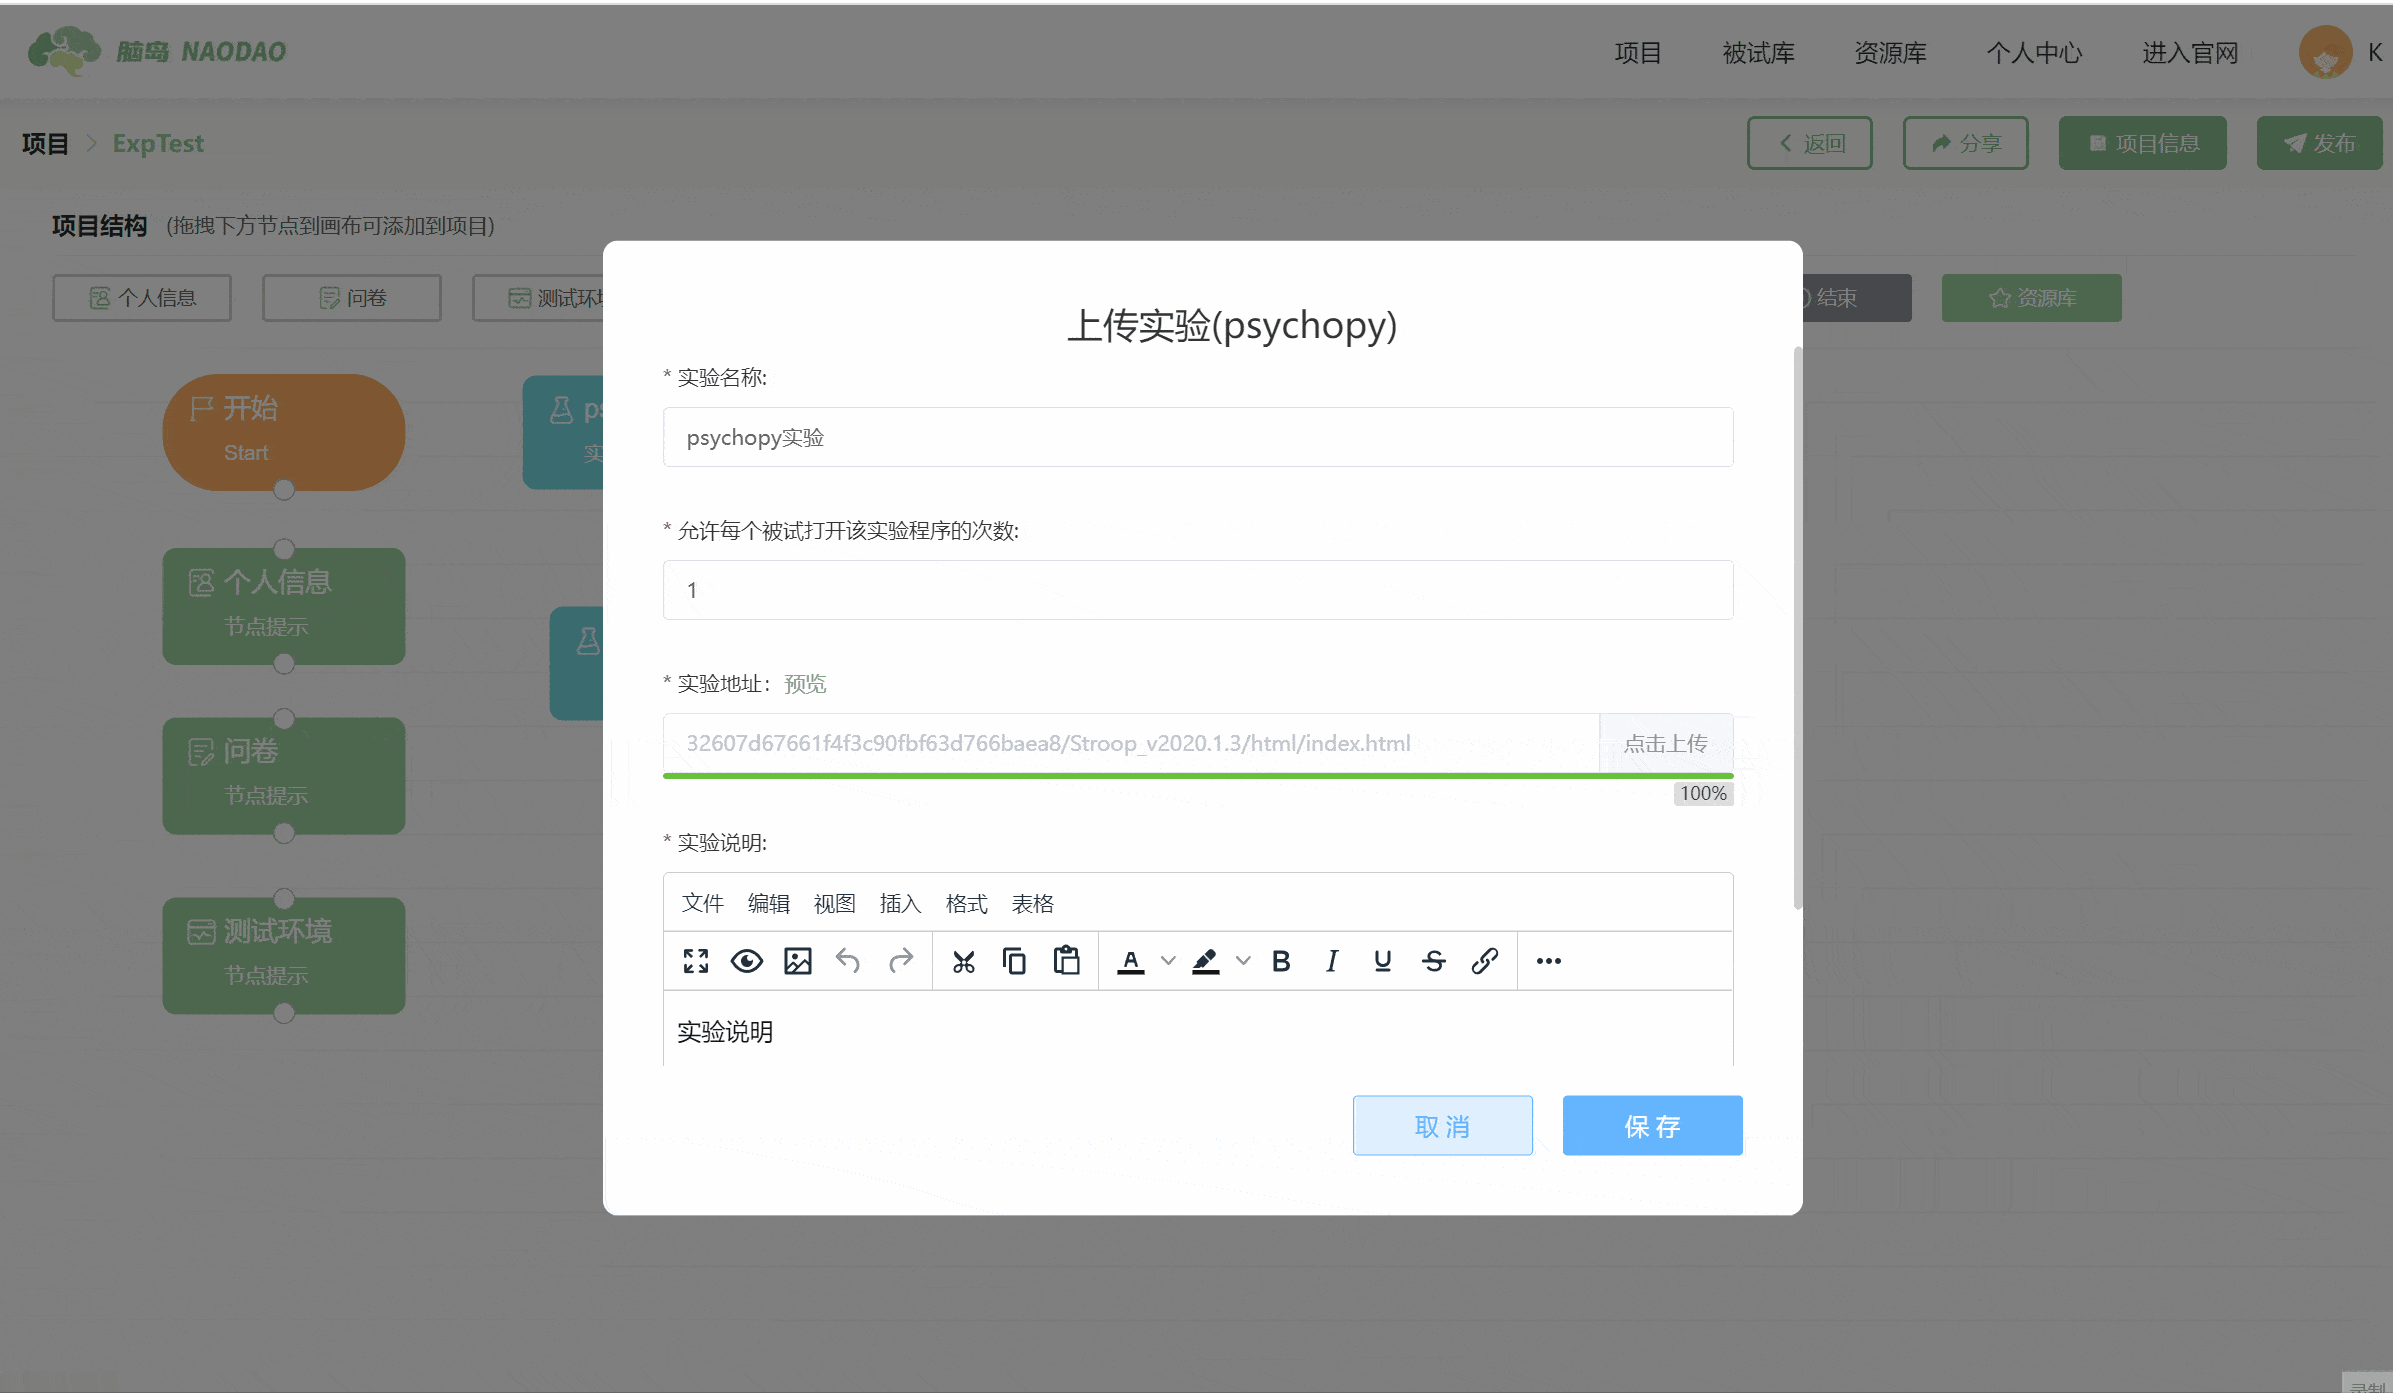 脑岛 NAODAO
项目 被试库 资源库 个人中心 进入官网 K
项目 > ExpTest
返回 分享 项目信息 发布
项目结构 (拖拽下方节点到画布可添加到项目)
个人信息 问卷 测试环 结束 资源库
开始
Start
个人信息
节点提示
问卷
节点提示
测试环境
节点提示
实
上传实验(psychopy)
* 实验名称:
psychopy实验
* 允许每个被试打开该实验程序的次数:
1
* 实验地址: 预览
32607d67661f4f3c90fbf63d766baea8/Stroop_v2020.1.3/html/index.html 点击上传
100%
* 实验说明:
文件 编辑 视图 插入 格式 表格
实验说明
取 消 保 存